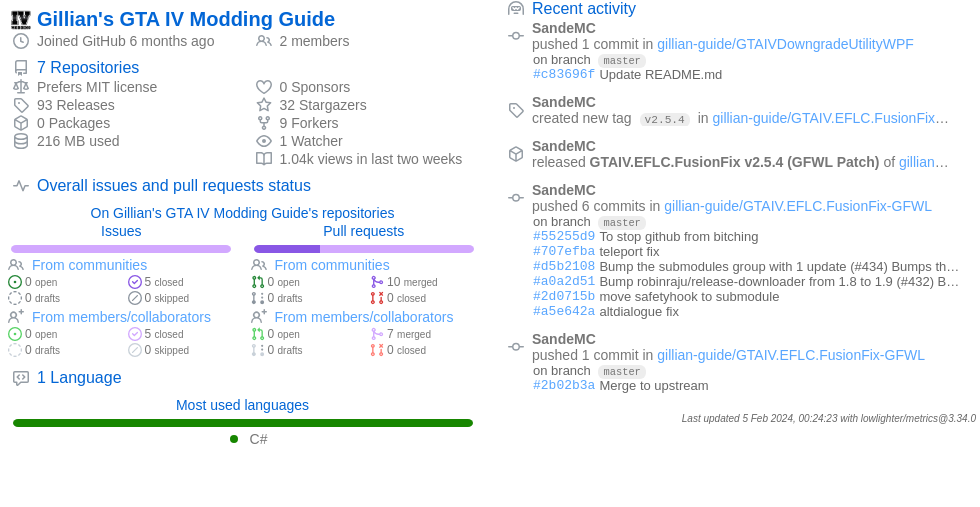 Gillian's GTA IV Modding Guide
Joined GitHub 6 months ago
2 members
7 Repositories
Prefers MIT license
93 Releases
0 Packages
216 MB used
0 Sponsors
32 Stargazers
9 Forkers
1 Watcher
1.04k views in last two weeks
Overall issues and pull requests status
On Gillian's GTA IV Modding Guide's repositories
Issues
From communities
0 open 5 closed
0 drafts 0 skipped
From members/collaborators
0 open 5 closed
0 drafts 0 skipped
Pull requests
From communities
0 open 10 merged
0 drafts 0 closed
From members/collaborators
0 open 7 merged
0 drafts 0 closed
1 Language
Most used languages
C#
Recent activity
SandeMC
pushed 1 commit in gillian-guide/GTAIVDowngradeUtilityWPF
on branch master
#c83696f Update README.md
SandeMC
created new tag v2.5.4 in gillian-guide/GTAIV.EFLC.FusionFix…
SandeMC
released GTAIV.EFLC.FusionFix v2.5.4 (GFWL Patch) of gillian…
SandeMC
pushed 6 commits in gillian-guide/GTAIV.EFLC.FusionFix-GFWL
on branch master
#55255d9 To stop github from bitching
#707efba teleport fix
#d5b2108 Bump the submodules group with 1 update (#434) Bumps th…
#a0a2d51 Bump robinraju/release-downloader from 1.8 to 1.9 (#432) B…
#2d0715b move safetyhook to submodule
#a5e642a altdialogue fix
SandeMC
pushed 1 commit in gillian-guide/GTAIV.EFLC.FusionFix-GFWL
on branch master
#2b02b3a Merge to upstream
Last updated 5 Feb 2024, 00:24:23 with lowlighter/metrics@3.34.0